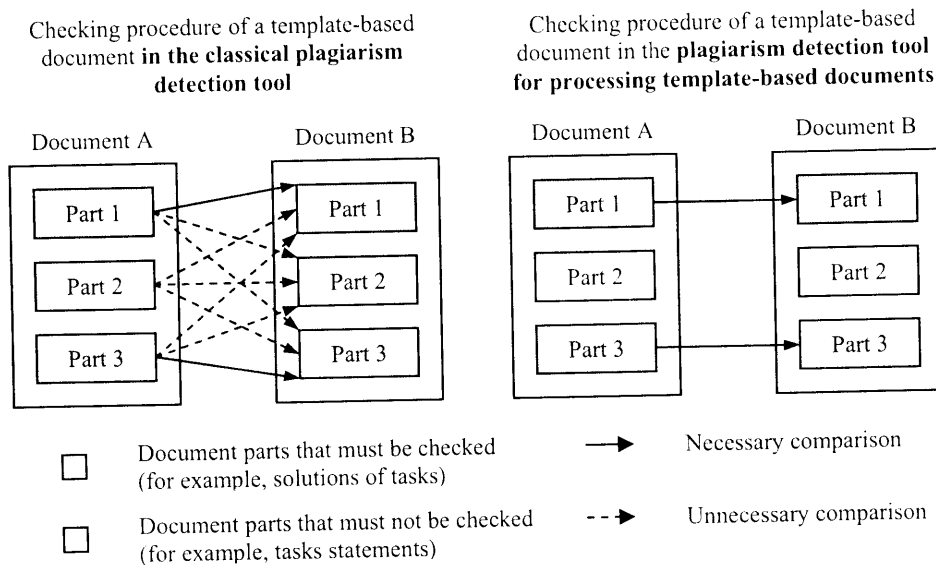 Checking procedure of a template-based
document in the classical plagiarism
detection tool
Checking procedure of a template-based
document in the plagiarism detection tool
for processing template-based documents
Document A
Document B
Part 1
Part 2
Part 3
Part 1
Part 2
Part 3
Document A
Document B
Part 1
Part 2
Part 3
Part 1
Part 2
Part 3
Document parts that must be checked
(for example, solutions of tasks)
Necessary comparison
Document parts that must not be checked
(for example, tasks statements)
Unnecessary comparison